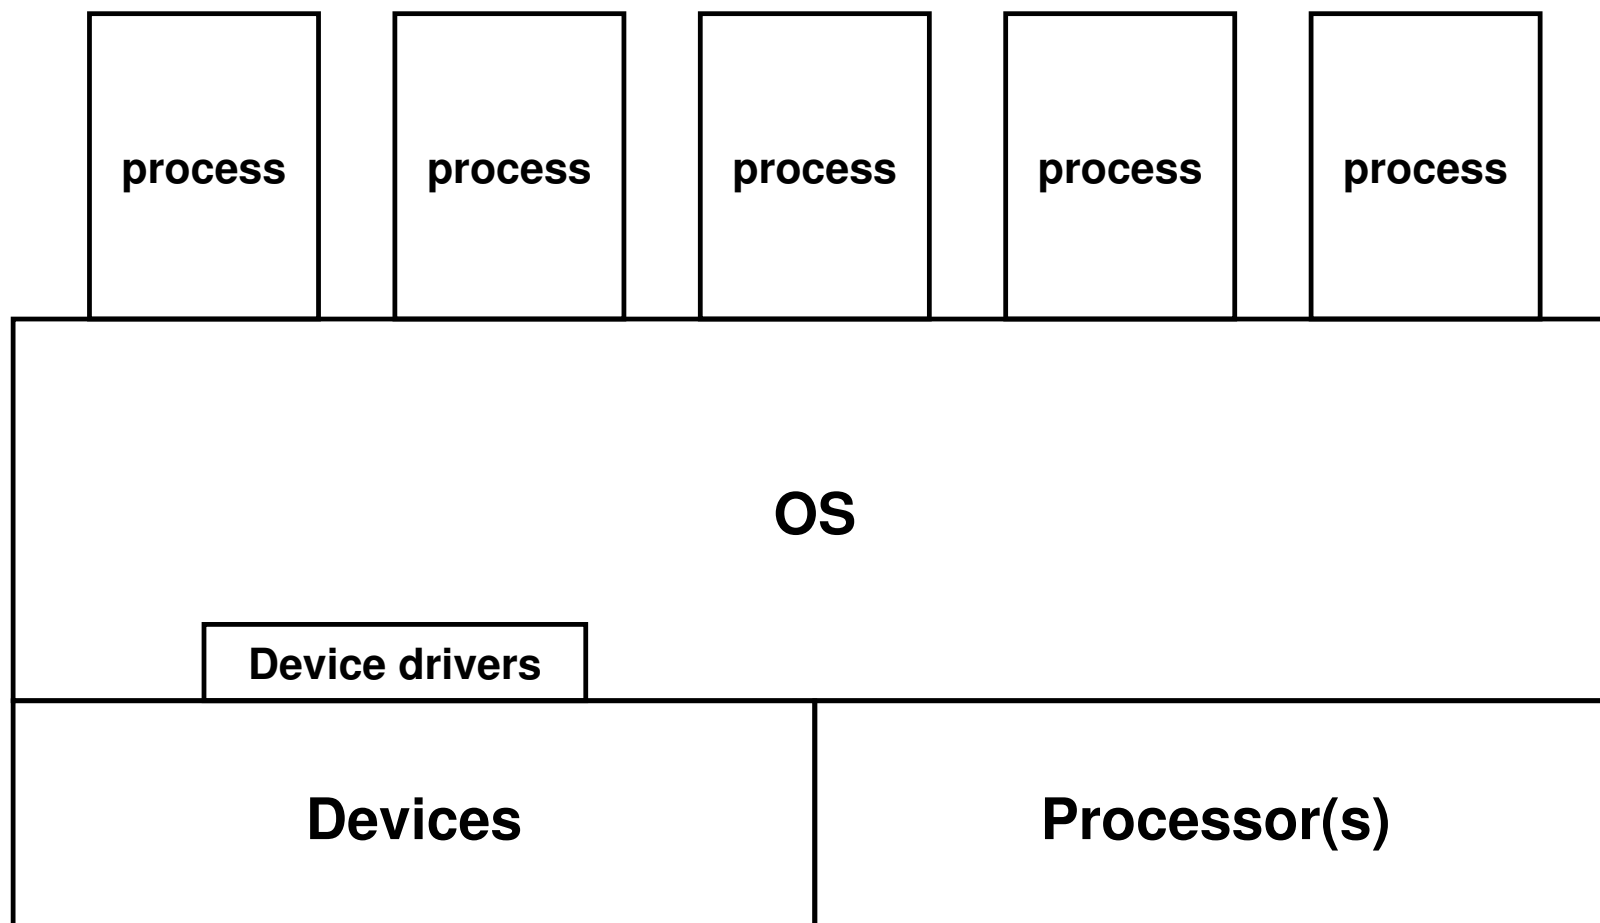 process
process
process
process
process
OS
Device drivers
Devices
Processor(s)